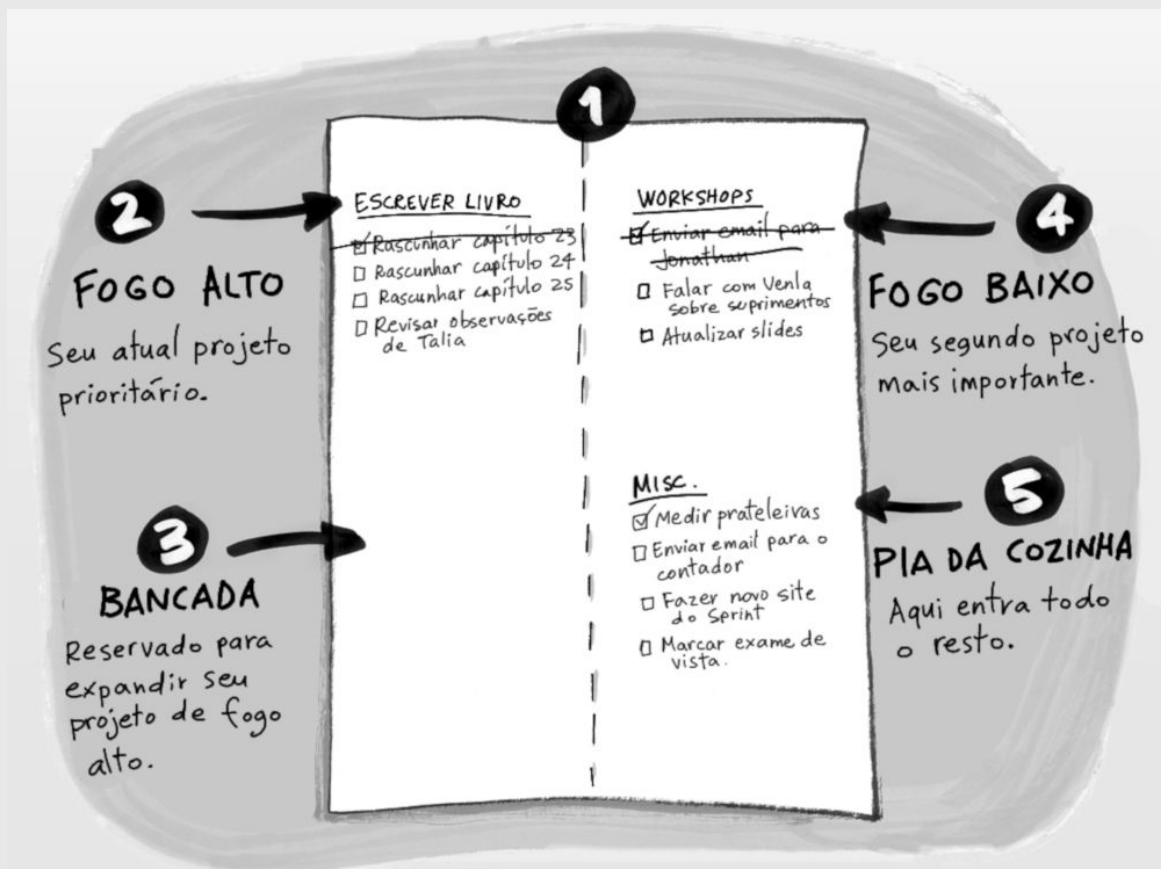 1
2
FOGO ALTO
Seu atual projeto
prioritário.
3
BANCADA
Reservado para
expandir seu
projeto de fogo
alto.
ESCREVER LIVRO
Rascunhar capítulo 23
Rascunhar capítulo 24
Rascunhar capítulo 25
Revisar observações
de Talia
WORKSHOPS
Enviar email para
Jonathan
Falar com Venla
sobre suprimentos
Atualizar slides
MISC.
Medir prateleiras
Enviar email para o
contador
Fazer novo site
do Sprint
Marcar exame de
vista.
4
FOGO BAIXO
Seu segundo projeto
mais importante.
5
PIA DA COZINHA
Aqui entra todo
o resto.